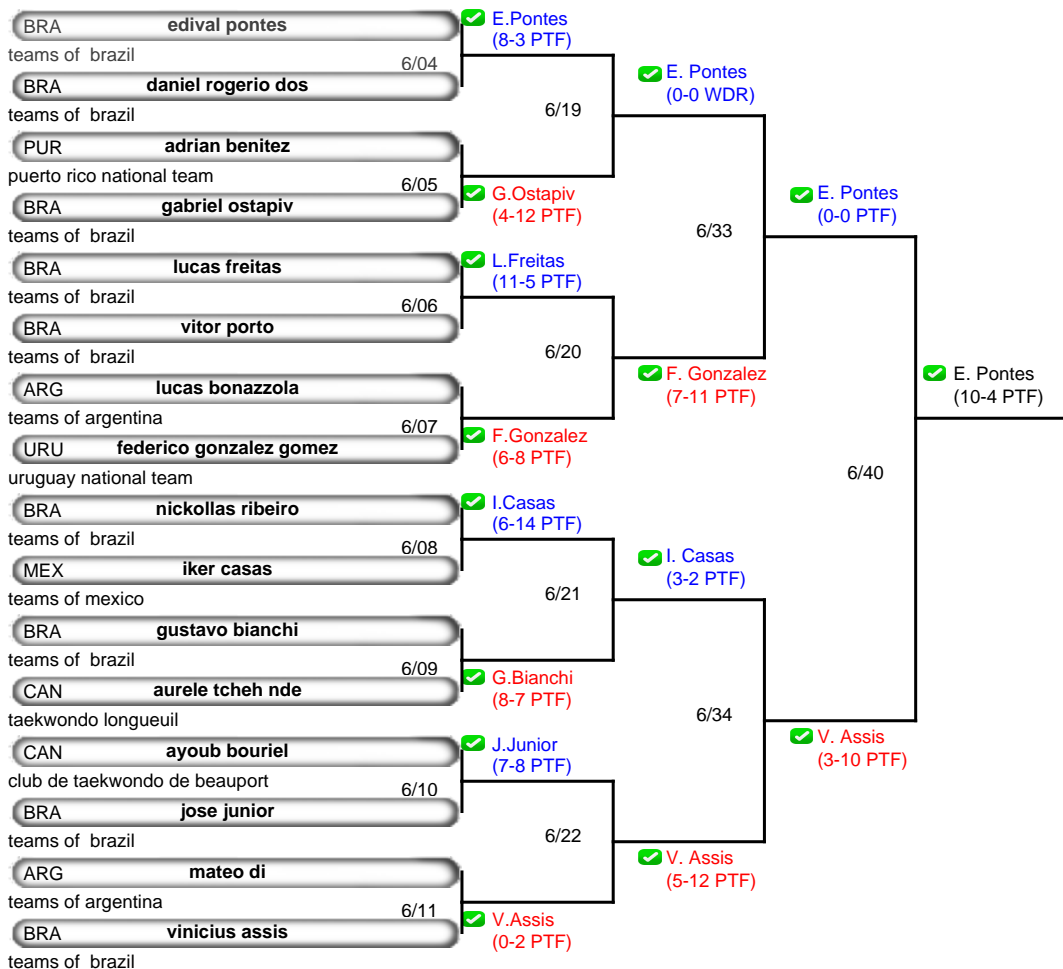 BRA edival pontes
teams of  brazil
6/04
BRA daniel rogerio dos
teams of  brazil
PUR adrian benitez
puerto rico national team
6/05
BRA gabriel ostapiv
teams of  brazil
BRA lucas freitas
teams of  brazil
6/06
BRA vitor porto
teams of  brazil
ARG lucas bonazzola
teams of argentina
6/07
URU federico gonzalez gomez
uruguay national team
BRA nickollas ribeiro
teams of  brazil
6/08
MEX iker casas
teams of mexico
BRA gustavo bianchi
teams of  brazil
6/09
CAN aurele tcheh nde
taekwondo longueuil
CAN ayoub bouriel
club de taekwondo de beauport
6/10
BRA jose junior
teams of  brazil
ARG mateo di
teams of argentina
6/11
BRA vinicius assis
teams of  brazil
E.Pontes
(8-3 PTF)
6/19
G.Ostapiv
(4-12 PTF)
L.Freitas
(11-5 PTF)
6/20
F.Gonzalez
(6-8 PTF)
I.Casas
(6-14 PTF)
6/21
G.Bianchi
(8-7 PTF)
J.Junior
(7-8 PTF)
6/22
V.Assis
(0-2 PTF)
E. Pontes
(0-0 WDR)
6/33
F. Gonzalez
(7-11 PTF)
I. Casas
(3-2 PTF)
6/34
V. Assis
(5-12 PTF)
E. Pontes
(0-0 PTF)
6/40
V. Assis
(3-10 PTF)
E. Pontes
(10-4 PTF)